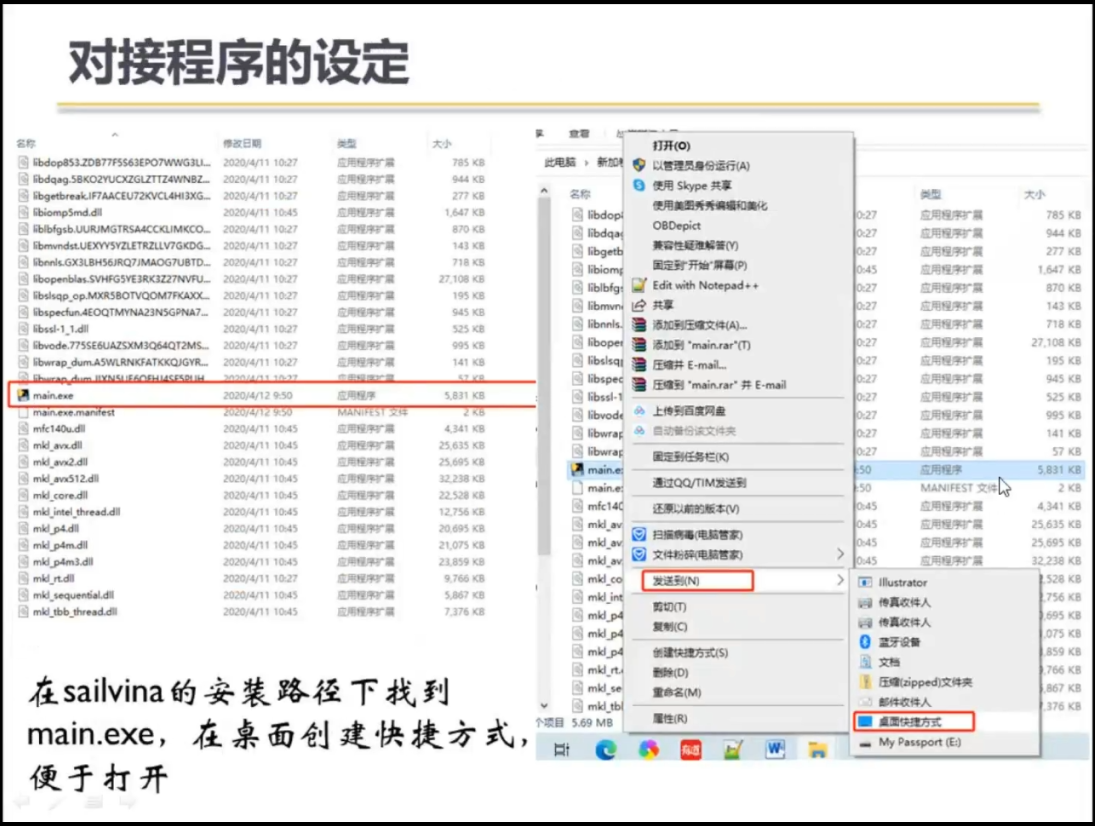 对接程序的设定
名称 修改日期 类型 大小
libdop853.ZDB77FSS63EPO7WWG3LI... 2020/4/11 10:27 应用程序扩展 785 KB
libdqag.5BKO2YUCXZGLZTTZ4WNBZ... 2020/4/11 10:27 应用程序扩展 944 KB
libgetbreak.IF7AACEU72KVCL4HI3XG... 2020/4/11 10:27 应用程序扩展 277 KB
libiomp5md.dll 2020/4/11 10:45 应用程序扩展 1,647 KB
liblbfgsb.UURJMGTRSA4CCKLIMKCO... 2020/4/11 10:27 应用程序扩展 870 KB
libmvndst.UEXYY5YZLETRZLLV7GKDG... 2020/4/11 10:27 应用程序扩展 143 KB
libnnls.GX3LBH56JRQ7JMAOG7UBTD... 2020/4/11 10:27 应用程序扩展 718 KB
libopenblas.SVHFG5YE3RK3Z27NVFU... 2020/4/11 10:27 应用程序扩展 27,108 KB
libslsqp_op.MXR5BOTVQOM7FKAXX... 2020/4/11 10:27 应用程序扩展 195 KB
libspecfun.4EOQTMYNA23N5GPNA7... 2020/4/11 10:27 应用程序扩展 945 KB
libssl-1_1.dll 2020/4/11 10:27 应用程序扩展 525 KB
libvode.775SE6UAZSXM3Q64QT2MS... 2020/4/11 10:27 应用程序扩展 995 KB
libwrap_dum.A5WLRNKFATKKQJGYR... 2020/4/11 10:27 应用程序扩展 141 KB
2020/4/11 10:27 应用程序扩展 57 KB
main.exe 2020/4/12 9:50 应用程序 5,831 KB
main.exe.manifest 2020/4/12 9:50 MANIFEST 文件 2 KB
mfc140u.dll 2020/4/11 10:45 应用程序扩展 4,341 KB
mkl_avx.dll 2020/4/11 10:45 应用程序扩展 25,635 KB
mkl_avx2.dll 2020/4/11 10:45 应用程序扩展 25,695 KB
mkl_avx512.dll 2020/4/11 10:45 应用程序扩展 32,238 KB
mkl_core.dll 2020/4/11 10:45 应用程序扩展 22,528 KB
mkl_intel_thread.dll 2020/4/11 10:45 应用程序扩展 12,756 KB
mkl_p4.dll 2020/4/11 10:45 应用程序扩展 20,695 KB
mkl_p4m.dll 2020/4/11 10:45 应用程序扩展 21,075 KB
mkl_p4m3.dll 2020/4/11 10:45 应用程序扩展 23,859 KB
mkl_rt.dll 2020/4/11 10:27 应用程序扩展 9,766 KB
mkl_sequential.dll 2020/4/11 10:45 应用程序扩展 5,867 KB
mkl_tbb_thread.dll 2020/4/11 10:45 应用程序扩展 7,376 KB
在sailvina的安装路径下找到
main.exe，在桌面创建快捷方式，
便于打开
查看
此电脑 › 新加
名称 类型 大小
libdop 0:27 应用程序扩展 785 KB
libdqa 0:27 应用程序扩展 944 KB
libgetb 0:27 应用程序扩展 277 KB
libiomp 0:45 应用程序扩展 1,647 KB
liblbfgs 0:27 应用程序扩展 870 KB
libmvn 0:27 应用程序扩展 143 KB
libnnls. 0:27 应用程序扩展 718 KB
libope 0:27 应用程序扩展 27,108 KB
libslsq 0:27 应用程序扩展 195 KB
libspec 0:27 应用程序扩展 945 KB
libssl-1 0:27 应用程序扩展 525 KB
libvode 0:27 应用程序扩展 995 KB
libwrap 0:27 应用程序扩展 141 KB
libwrap 0:27 应用程序扩展 57 KB
main.e 9:50 应用程序 5,831 KB
main.e :50 MANIFEST 文件 2 KB
mfc140 0:45 应用程序扩展 4,341 KB
mkl_av 0:45 应用程序扩展 25,635 KB
mkl_av 0:45 应用程序扩展 25,695 KB
mkl_av 0:45 应用程序扩展 32,238 KB
mkl_co 2,528 KB
mkl_int 2,756 KB
mkl_p4 0,695 KB
mkl_p4 1,075 KB
mkl_p4 3,859 KB
mkl_rt. 9,766 KB
mkl_se 5,867 KB
mkl_tbl 7,376 KB
个项目 5.69 MB
打开(O)
以管理员身份运行(A)
使用 Skype 共享
使用美图秀秀编辑和美化
OBDepict
兼容性疑难解答(Y)
固定到"开始"屏幕(P)
Edit with Notepad++
共享
添加到压缩文件(A)...
添加到 "main.rar"(T)
压缩并 E-mail...
压缩到 "main.rar" 并 E-mail
上传到百度网盘
自动备份该文件夹
固定到任务栏(K)
通过QQ/TIM发送到
还原以前的版本(V)
扫描病毒(电脑管家)
文件粉碎(电脑管家)
发送到(N)
剪切(T)
复制(C)
创建快捷方式(S)
删除(D)
重命名(M)
属性(R)
Illustrator
传真收件人
传真收件人
蓝牙设备
文档
压缩(zipped)文件夹
邮件收件人
桌面快捷方式
My Passport (E:)